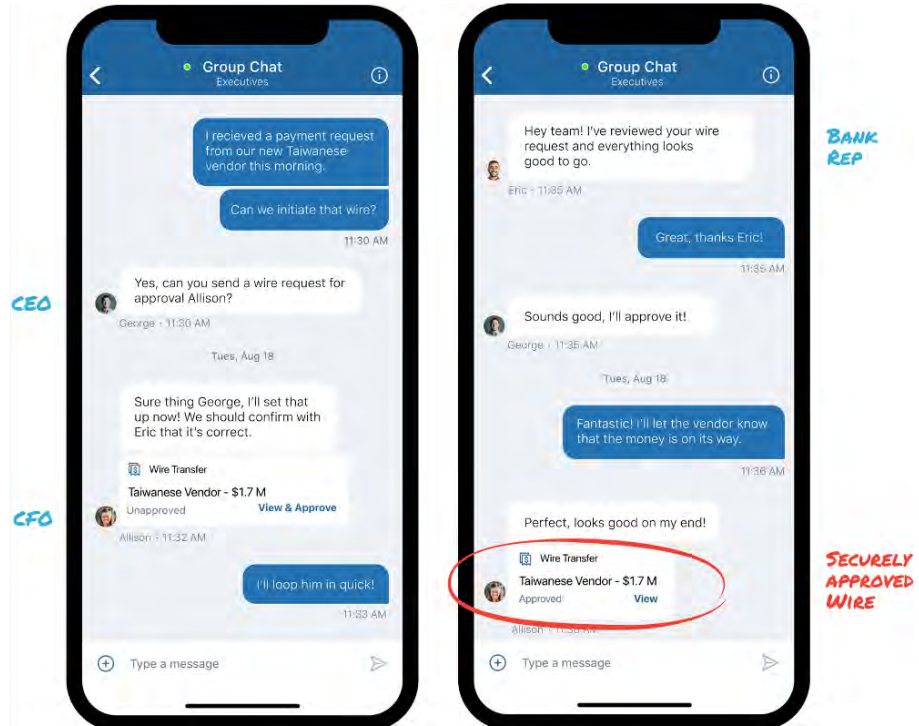 Group Chat
Executives
I recieved a payment request
from our new Taiwanese
vendor this morning.
Can we initiate that wire?
11:30 AM
CEO
Yes, can you send a wire request for
approval Allison?
George • 11:30 AM
Tues, Aug 18
Sure thing George, I'll set that
up now! We should confirm with
Eric that it's correct.
Wire Transfer
Taiwanese Vendor - $1.7 M
Unapproved
View & Approve
CFO
Allison • 11:32 AM
I'll loop him in quick!
11:33 AM
Type a message
Group Chat
Executives
Hey team! I've reviewed your wire
request and everything looks
good to go.
BANK
REP
Eric • 11:35 AM
Great, thanks Eric!
11:35 AM
Sounds good, I'll approve it!
George • 11:35 AM
Tues, Aug 18
Fantastic! I'll let the vendor know
that the money is on its way.
11:36 AM
Perfect, looks good on my end!
Wire Transfer
Taiwanese Vendor - $1.7 M
Approved
View
SECURELY
APPROVED
WIRE
Allison
Type a message